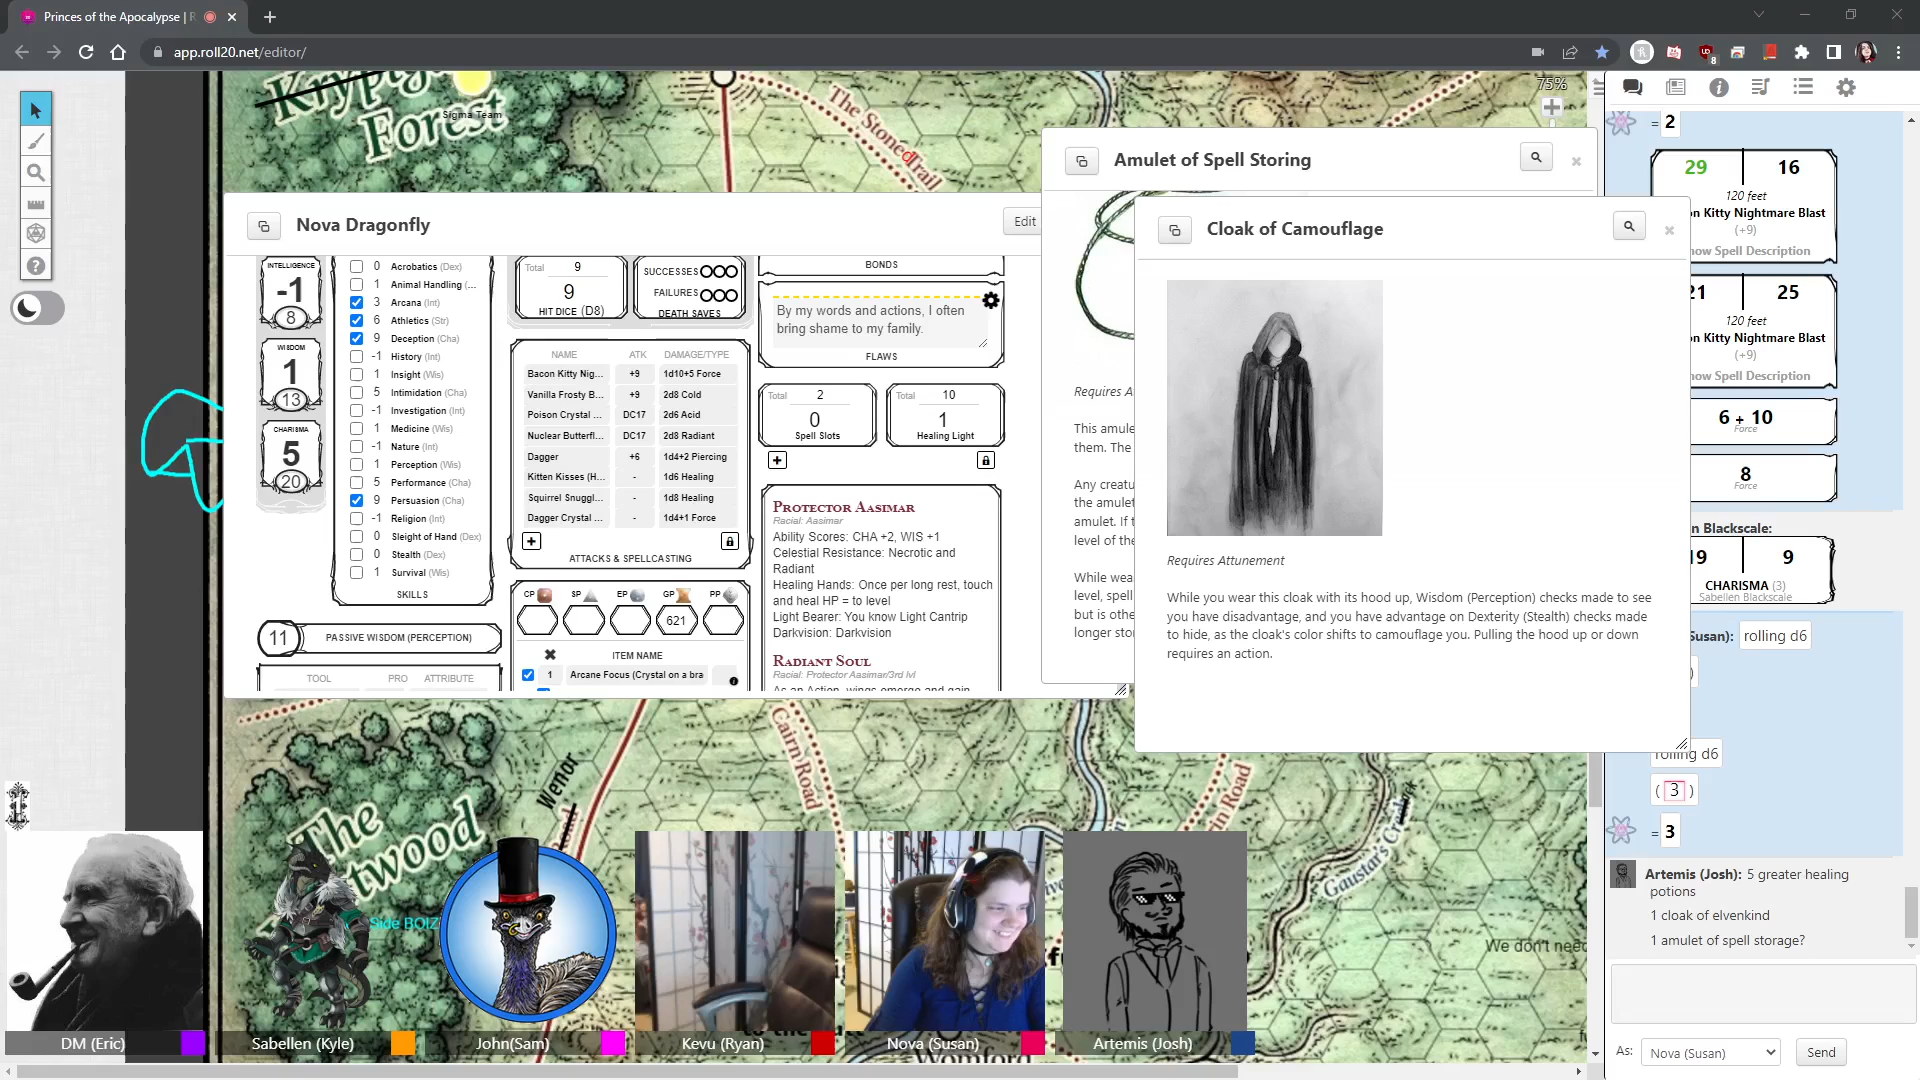 Princes of the Apocalypse |
app.roll20.net/editor/
Forest
Sigma Team
The Stoned Trail
75%
Nova Dragonfly
Edit
INTELLIGENCE
-1
8
WISDOM
1
13
CHARISMA
5
20
0 Acrobatics (Dex)
1 Animal Handling (...
3 Arcana (Int)
6 Athletics (Str)
9 Deception (Cha)
-1 History (Int)
1 Insight (Wis)
5 Intimidation (Cha)
-1 Investigation (Int)
1 Medicine (Wis)
-1 Nature (Int)
1 Perception (Wis)
5 Performance (Cha)
9 Persuasion (Cha)
-1 Religion (Int)
0 Sleight of Hand (Dex)
0 Stealth (Dex)
1 Survival (Wis)
SKILLS
11 PASSIVE WISDOM (PERCEPTION)
TOOL PRO ATTRIBUTE
Total 9
9
HIT DICE (D8)
SUCCESSES
FAILURES
DEATH SAVES
NAME ATK DAMAGE/TYPE
Bacon Kitty Nig... +9 1d10+5 Force
Vanilla Frosty B... +9 2d8 Cold
Poison Crystal ... DC17 2d6 Acid
Nuclear Butterfl... DC17 2d8 Radiant
Dagger +6 1d4+2 Piercing
Kitten Kisses (H... - 1d6 Healing
Squirrel Snuggl... - 1d8 Healing
Dagger Crystal ... - 1d4+1 Force
ATTACKS & SPELLCASTING
CP SP EP GP PP
621
ITEM NAME
1 Arcane Focus (Crystal on a bra
BONDS
By my words and actions, I often
bring shame to my family.
FLAWS
Total 2
0
Spell Slots
Total 10
1
Healing Light
PROTECTOR AASIMAR
Racial: Aasimar
Ability Scores: CHA +2, WIS +1
Celestial Resistance: Necrotic and
Radiant
Healing Hands: Once per long rest, touch
and heal HP = to level
Light Bearer: You know Light Cantrip
Darkvision: Darkvision
RADIANT SOUL
Racial: Protector Aasimar/3rd lvl
As an Action, wings emerge and gain
Amulet of Spell Storing
Requires A
This amule
them. The
Any creatu
the amulet
amulet. If t
level of the
While wea
level, spell
but is othe
longer sto
Cloak of Camouflage
Requires Attunement
While you wear this cloak with its hood up, Wisdom (Perception) checks made to see
you have disadvantage, and you have advantage on Dexterity (Stealth) checks made
to hide, as the cloak's color shifts to camouflage you. Pulling the hood up or down
requires an action.
= 2
29 16
120 feet
on Kitty Nightmare Blast
(+9)
how Spell Description
21 25
120 feet
on Kitty Nightmare Blast
(+9)
how Spell Description
6 + 10
Force
8
Force
n Blackscale:
19 9
CHARISMA (3)
Sabellen Blackscale
Susan): rolling d6
)
rolling d6
( 3 )
= 3
Artemis (Josh): 5 greater healing
potions
1 cloak of elvenkind
1 amulet of spell storage?
As: Nova (Susan) Send
The
Wenor
Cairn Road
Side BOIZ
We don't need
DM (Eric)
Sabellen (Kyle)
John(Sam)
Kevu (Ryan)
Nova (Susan)
Artemis (Josh)